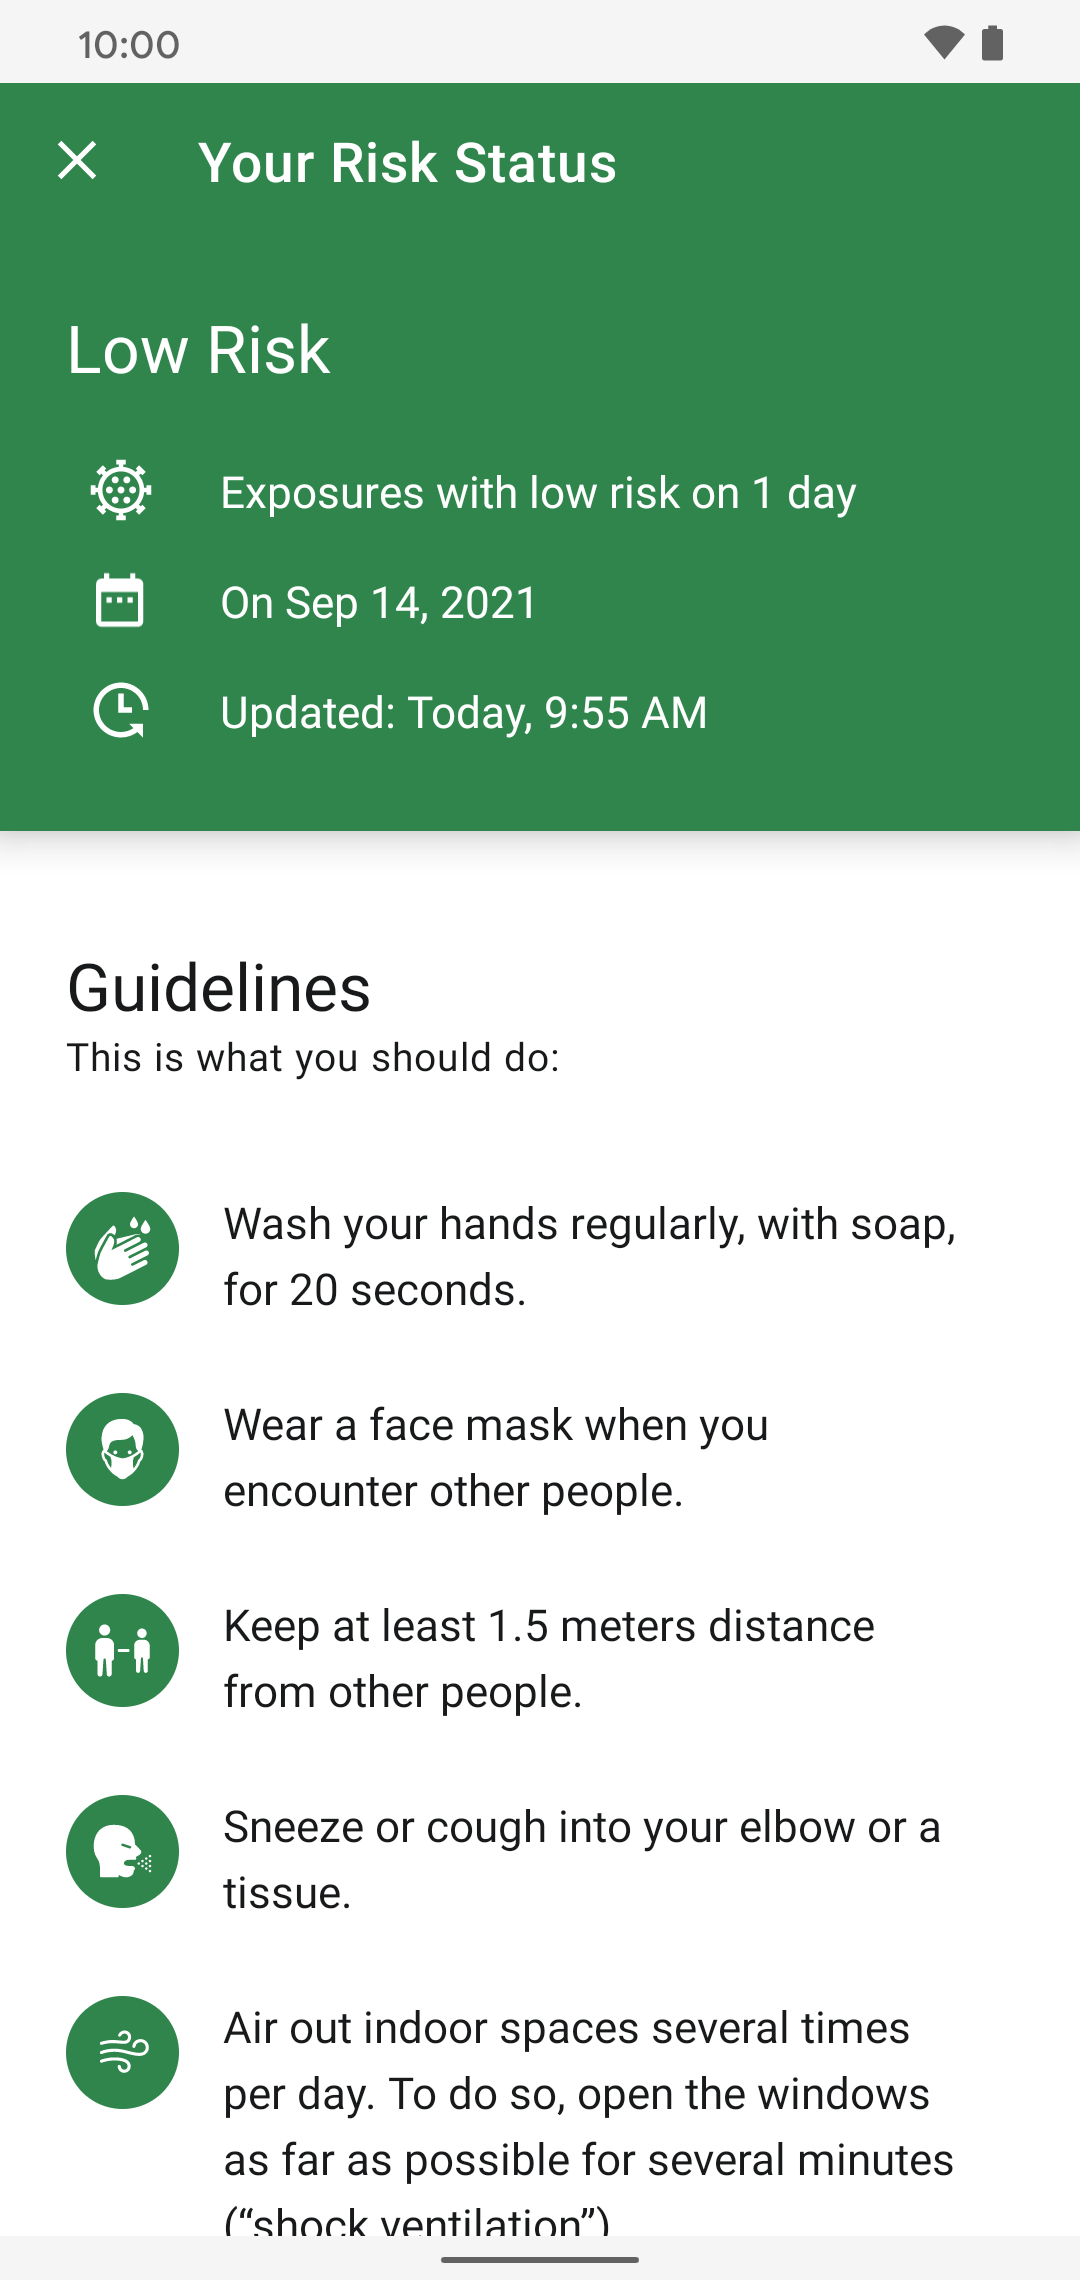 10:00
Your Risk Status
Low Risk
Exposures with low risk on 1 day
On Sep 14, 2021
Updated: Today, 9:55 AM
Guidelines
This is what you should do:
Wash your hands regularly, with soap,
for 20 seconds.
Wear a face mask when you
encounter other people.
Keep at least 1.5 meters distance
from other people.
Sneeze or cough into your elbow or a
tissue.
Air out indoor spaces several times
per day. To do so, open the windows
as far as possible for several minutes
(“shock ventilation”)